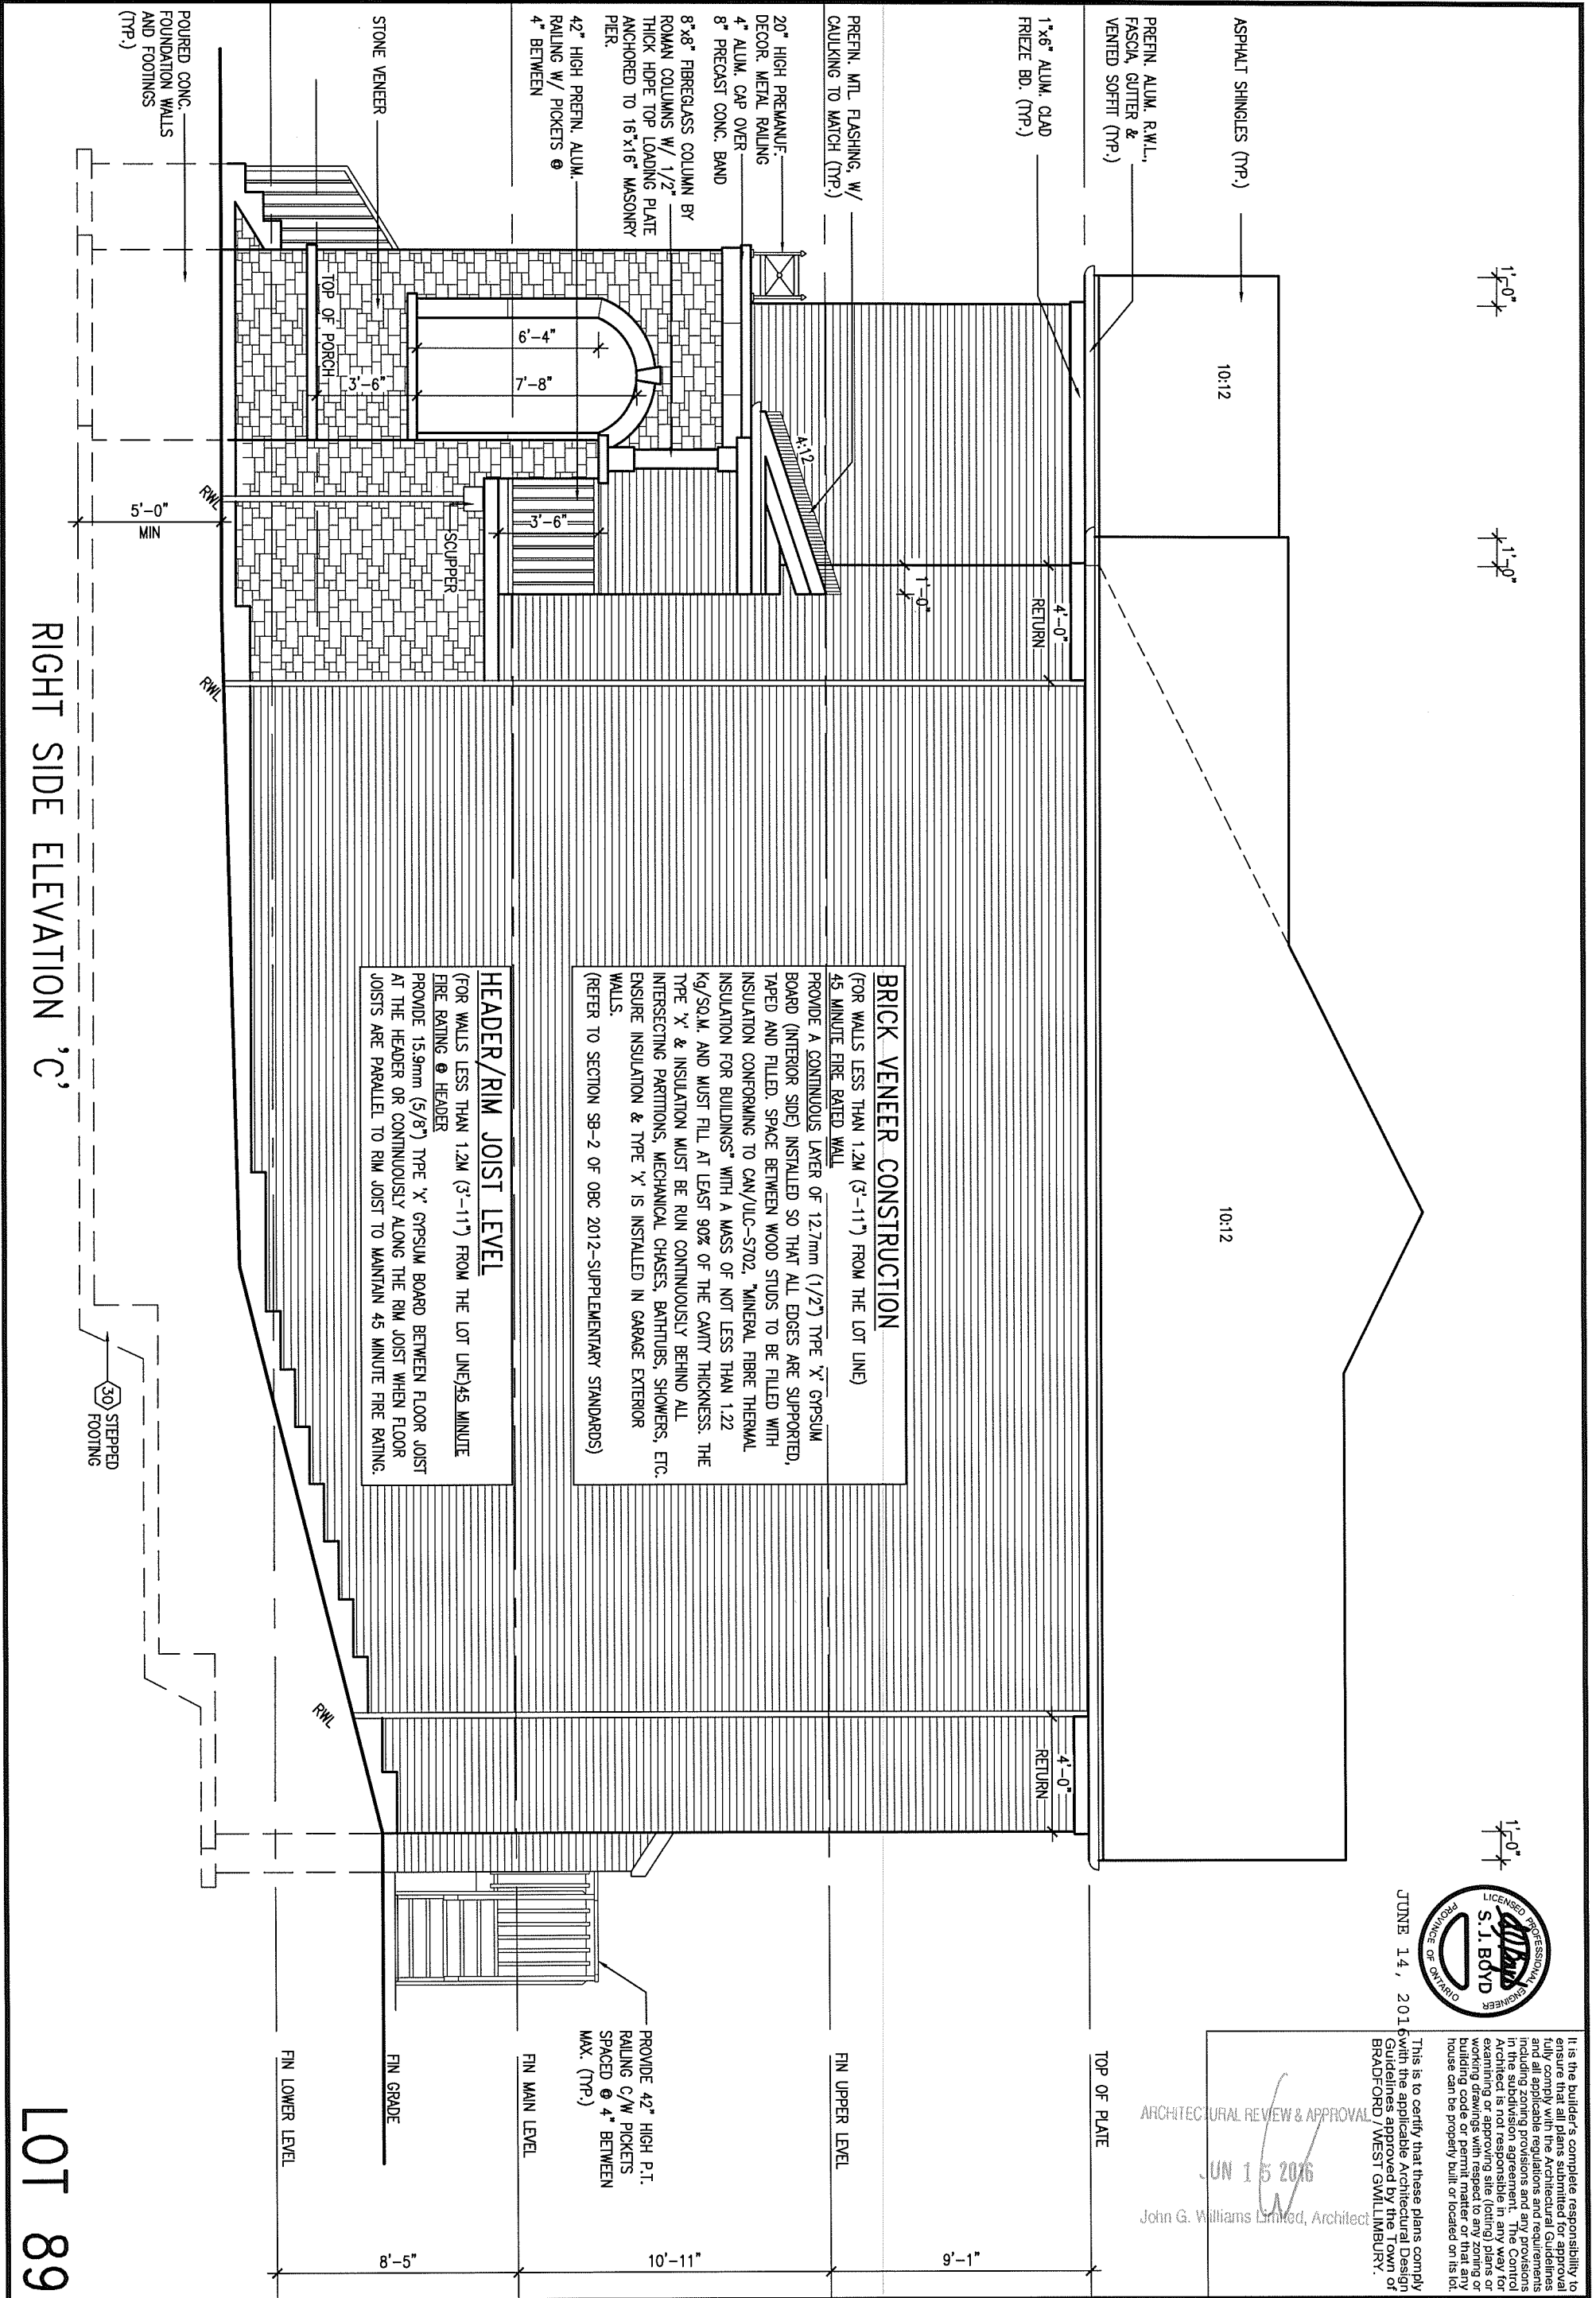 ASPHALT SHINGLES (TYP.)
PREFIN. ALUM. R.W.L.,
FASCIA, GUTTER &
VENTED SOFFIT (TYP.)
1"x6" ALUM. CLAD
FRIEZE BD. (TYP.)
PREFIN. MTL. FLASHING, W/
CAULKING TO MATCH (TYP.)
20" HIGH PREMANUF.
DECOR. METAL RAILING
4" ALUM. CAP OVER
8" PRECAST CONC. BAND
8"x8" FIBREGLASS COLUMN BY
ROMAN COLUMNS W/ 1/2"
THICK HDPE TOP LOADING PLATE
ANCHORED TO 16"x16" MASONRY
PIER.
42" HIGH PREFIN. ALUM.
RAILING W/ PICKETS @
4" BETWEEN
STONE VENEER
POURED CONC.
FOUNDATION WALLS
AND FOOTINGS
(TYP.)
1'-0"
1'-0"
1'-0"
10:12
10:12
4:12
1'-0"
4'-0"
RETURN
4'-0"
RETURN
6'-4"
7'-8"
3'-6"
TOP OF PORCH
3'-6"
SCUPPER
RWL
RWL
RWL
5'-0"
MIN
BRICK VENEER CONSTRUCTION
(FOR WALLS LESS THAN 1.2M (3'-11") FROM THE LOT LINE)
45 MINUTE FIRE RATED WALL
PROVIDE A CONTINUOUS LAYER OF 12.7mm (1/2") TYPE 'X' GYPSUM
BOARD (INTERIOR SIDE) INSTALLED SO THAT ALL EDGES ARE SUPPORTED,
TAPED AND FILLED. SPACE BETWEEN WOOD STUDS TO BE FILLED WITH
INSULATION CONFORMING TO CAN/ULC-S702, "MINERAL FIBRE THERMAL
INSULATION FOR BUILDINGS" WITH A MASS OF NOT LESS THAN 1.22
Kg/SQ.M. AND MUST FILL AT LEAST 90% OF THE CAVITY THICKNESS. THE
TYPE 'X' & INSULATION MUST BE RUN CONTINUOUSLY BEHIND ALL
INTERSECTING PARTITIONS, MECHANICAL CHASES, BATHTUBS, SHOWERS, ETC.
ENSURE INSULATION & TYPE 'X' IS INSTALLED IN GARAGE EXTERIOR
WALLS.
(REFER TO SECTION SB-2 OF OBC 2012-SUPPLEMENTARY STANDARDS)
HEADER/RIM JOIST LEVEL
(FOR WALLS LESS THAN 1.2M (3'-11") FROM THE LOT LINE)45 MINUTE
FIRE RATING @ HEADER
PROVIDE 15.9mm (5/8") TYPE 'X' GYPSUM BOARD BETWEEN FLOOR JOIST
AT THE HEADER OR CONTINUOUSLY ALONG THE RIM JOIST WHEN FLOOR
JOISTS ARE PARALLEL TO RIM JOIST TO MAINTAIN 45 MINUTE FIRE RATING.
30 STEPPED
FOOTING
PROVIDE 42" HIGH P.T.
RAILING C/W PICKETS
SPACED @ 4" BETWEEN
MAX. (TYP.)
TOP OF PLATE
FIN UPPER LEVEL
FIN MAIN LEVEL
FIN GRADE
FIN LOWER LEVEL
9'-1"
10'-11"
8'-5"
LICENSED PROFESSIONAL ENGINEER
S. J. BOYD
PROVINCE OF ONTARIO
JUNE 14, 2016
It is the builder's complete responsibility to
ensure that all plans submitted for approval
fully comply with the Architectural Guidelines
and all applicable regulations and requirements
including zoning provisions and any provisions
in the subdivision agreement. The Control
Architect is not responsible in any way for
examining or approving site (lotting) plans or
working drawings with respect to any zoning or
building code or permit matter or that any
house can be properly built or located on its lot.
This is to certify that these plans comply
with the applicable Architectural Design
Guidelines approved by the Town of
BRADFORD / WEST GWILLIMBURY.
ARCHITECTURAL REVIEW & APPROVAL
JUN 15 2016
John G. Williams Limited, Architect
RIGHT SIDE ELEVATION 'C'
LOT 89